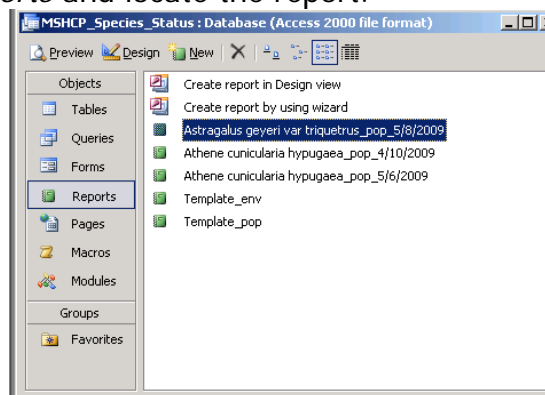 and locate the report.
MSHCP_Species_Status : Database (Access 2000 file format)
Preview Design New
Objects
Tables
Queries
Forms
Reports
Pages
Macros
Modules
Groups
Favorites
Create report in Design view
Create report by using wizard
Astragalus geyeri var triquetrus_pop_5/8/2009
Athene cunicularia hypugaea_pop_4/10/2009
Athene cunicularia hypugaea_pop_5/6/2009
Template_env
Template_pop